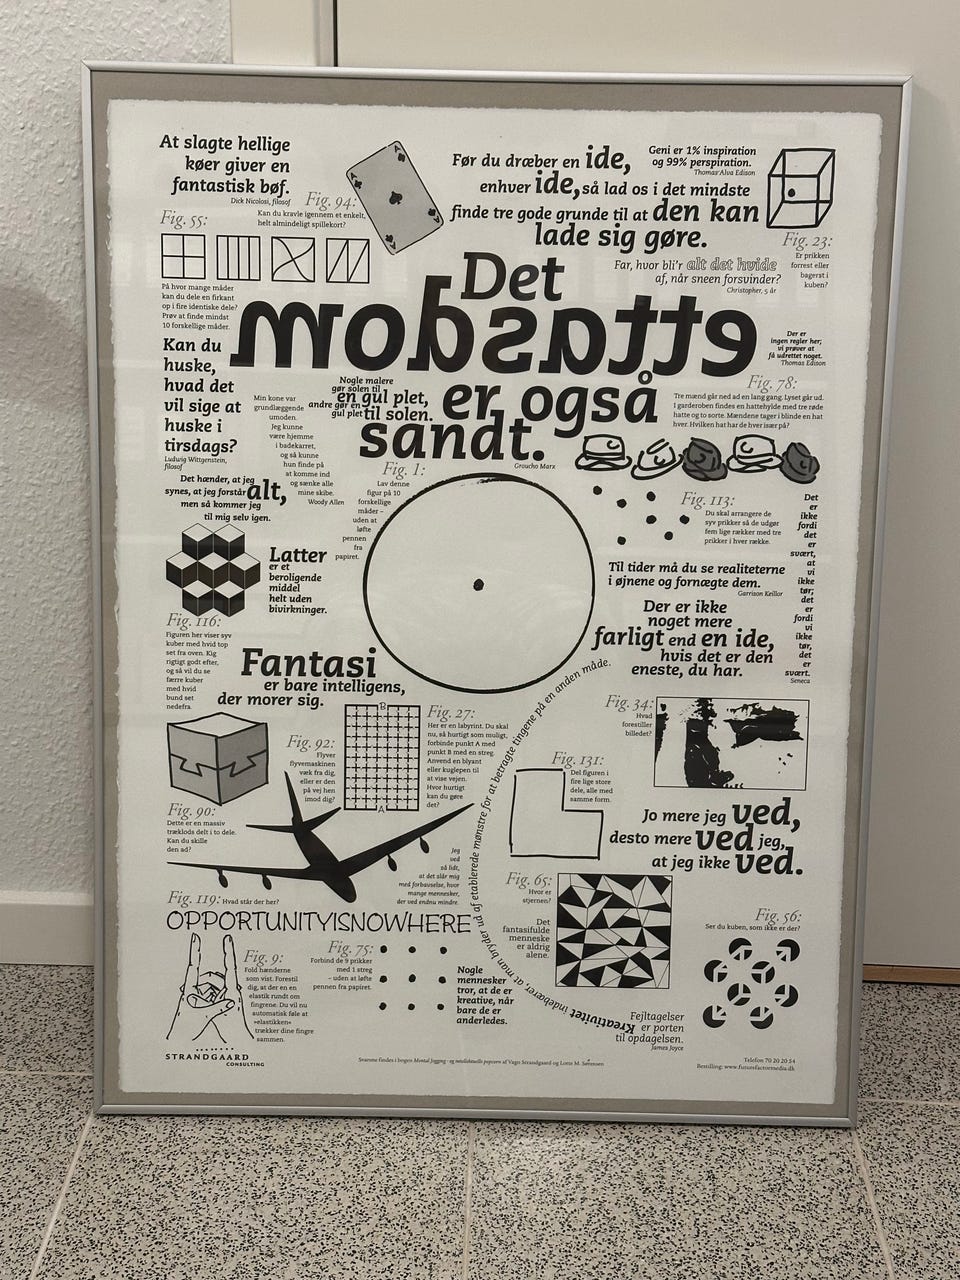 At slagte hellige
køer giver en
fantastisk bøf.
Dick Nicolosi, filosof
Fig. 94:
Kan du kravle igennem et enkelt,
helt almindeligt spillekort?
A
A
Før du dræber en ide,
enhver ide, så lad os i det mindste
finde tre gode grunde til at den kan
lade sig gøre.
Geni er 1% inspiration
og 99% perspiration.
Thomas Alva Edison
Fig. 23:
Er prikken
forrest eller
bagerst i
kuben?
Far, hvor bli'r alt det hvide
af, når sneen forsvinder?
Christopher, 5 år
Fig. 55:
På hvor mange måder
kan du dele en firkant
op i fire identiske dele?
Prøv at finde mindst
10 forskellige måder.
Det
modsatte
er også
sandt.
Groucho Marx
Der er
ingen regler her;
vi prøver at
få udrettet noget.
Thomas Edison
Kan du
huske,
hvad det
vil sige at
huske i
tirsdags?
Ludwig Wittgenstein,
filosof
Min kone var
grundlæggende
umoden.
Jeg kunne
være hjemme
i badekarret,
og så kunne
hun finde på
at komme ind
og sænke alle
mine skibe.
Woody Allen
Nogle malere
gør solen til
en gul plet,
andre gør en
gul plet til solen.
Fig. 78:
Tre mænd går ned ad en lang gang. Lyset går ud.
I garderoben findes en hattehylde med tre røde
hatte og to sorte. Mændene tager i blinde en hat
hver. Hvilken hat har de hver især på?
Det hænder, at jeg
synes, at jeg forstår alt,
men så kommer jeg
til mig selv igen.
Fig. 1:
Lav denne
figur på 10
forskellige
måder –
uden at
løfte
pennen
fra
papiret.
Fig. 113:
Du skal arrangere de
syv prikker så de udgør
fem lige rækker med tre
prikker i hver række.
Det
er
ikke
fordi
det
er
svært,
at
vi
ikke
tør;
det
er
fordi
vi
ikke
tør,
det
er
svært.
Seneca
Latter
er et
beroligende
middel
helt uden
bivirkninger.
Til tider må du se realiteterne
i øjnene og fornægte dem.
Garrison Keillor
Der er ikke
noget mere
farligt end en ide,
hvis det er den
eneste, du har.
Fig. 116:
Figuren her viser syv
kuber med hvid top
set fra oven. Kig
rigtigt godt efter,
og så vil du se
færre kuber
med hvid
bund set
nedefra.
Fantasi
er bare intelligens,
der morer sig.
Kreativitet indebærer, at man bryder ud af etablerede mønstre for at betragte tingene på en anden måde.
B
A
Fig. 27:
Her er en labyrint. Du skal
nu, så hurtigt som muligt,
forbinde punkt A med
punkt B med en streg.
Anvend en blyant
eller kuglepen til
at vise vejen.
Hvor hurtigt
kan du gøre
det?
Fig. 34:
Hvad
forestiller
billedet?
Fig. 92:
Flyver
flyvemaskinen
væk fra dig,
eller er den
på vej hen
imod dig?
Fig. 131:
Del figuren i
fire lige store
dele, alle med
samme form.
Fig. 90:
Dette er en massiv
træklods delt i to dele.
Kan du skille
den ad?
Jo mere jeg ved,
desto mere ved jeg,
at jeg ikke ved.
Jeg
ved
så lidt,
at det slår mig
med forbavselse, hvor
mange mennesker,
der ved endnu mindre.
Fig. 119: Hvad står der her?
OPPORTUNITYISNOWHERE
Fig. 65:
Hvor er
stjernen?
Det
fantasifulde
menneske
er aldrig
alene.
Fig. 56:
Ser du kuben, som ikke er der?
Fig. 9:
Fold hænderne
som vist. Forestil
dig, at der en en
elastik rundt om
fingrene. Du vil nu
automatisk føle at
»elastikken«
trækker dine fingre
sammen.
Fig. 75:
Forbind de 9 prikker
med 1 streg
– uden at løfte
pennen fra papiret.
Nogle
mennesker
tror, at de er
kreative, når
bare de er
anderledes.
Fejltagelser
er porten
til opdagelsen.
James Joyce
STRANDGAARD
CONSULTING
Svarene findes i bogen Mental Jogging - og intellektuelle popcorn af Vagn Strandgaard og Lotts M. Sørensen
Telefon 70 20 20 54
Bestilling: www.futurefactormedia.dk